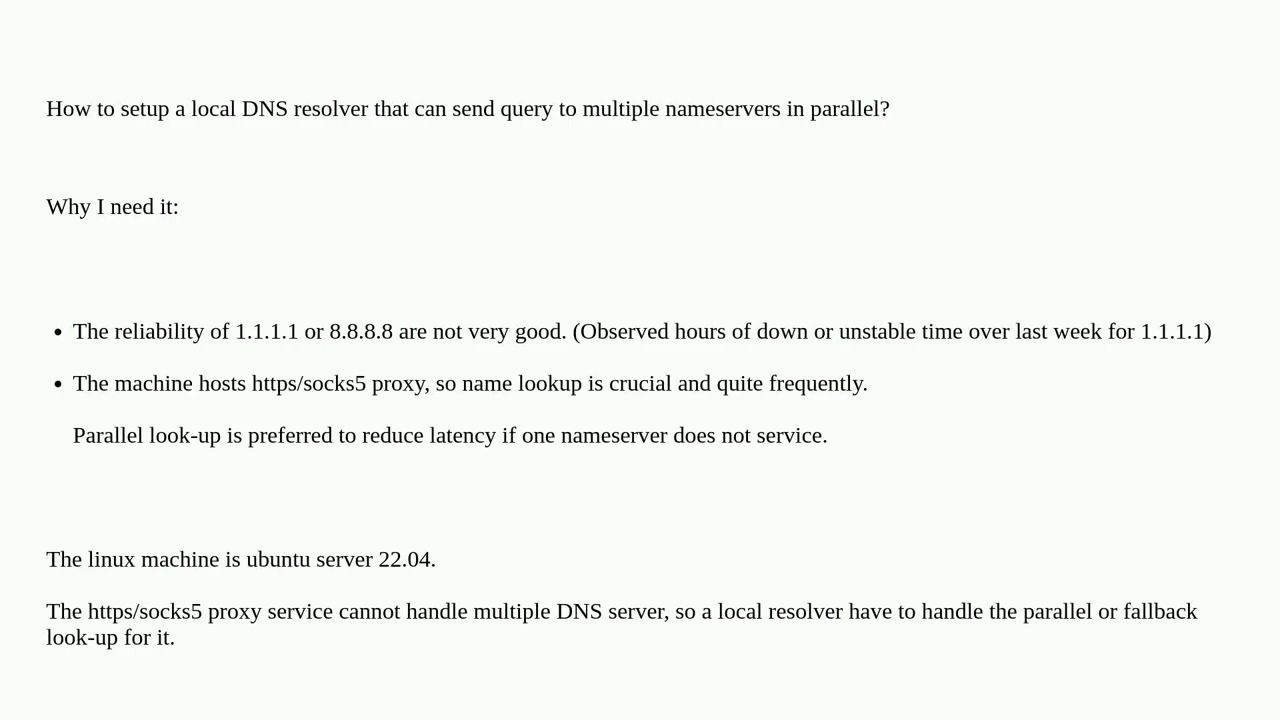 How to setup a local DNS resolver that can send query to multiple nameservers in parallel?
Why I need it:
• The reliability of 1.1.1.1 or 8.8.8.8 are not very good. (Observed hours of down or unstable time over last week for 1.1.1.1)
• The machine hosts https/socks5 proxy, so name lookup is crucial and quite frequently.
Parallel look-up is preferred to reduce latency if one nameserver does not service.
The linux machine is ubuntu server 22.04.
The https/socks5 proxy service cannot handle multiple DNS server, so a local resolver have to handle the parallel or fallback
look-up for it.